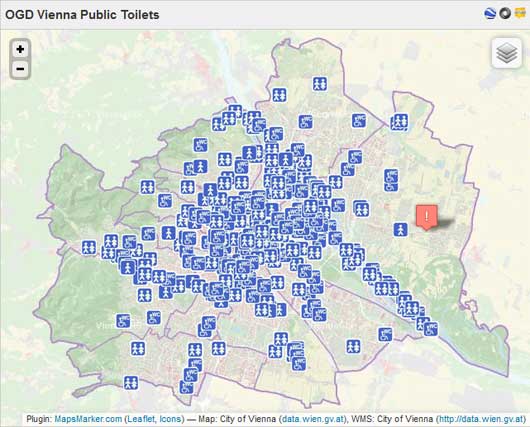 OGD Vienna Public Toilets
+
!
−
Plugin: MapsMarker.com (Leaflet, Icons) — Map: City of Vienna (data.wien.gv.at), WMS: City of Vienna (http://data.wien.gv.at)